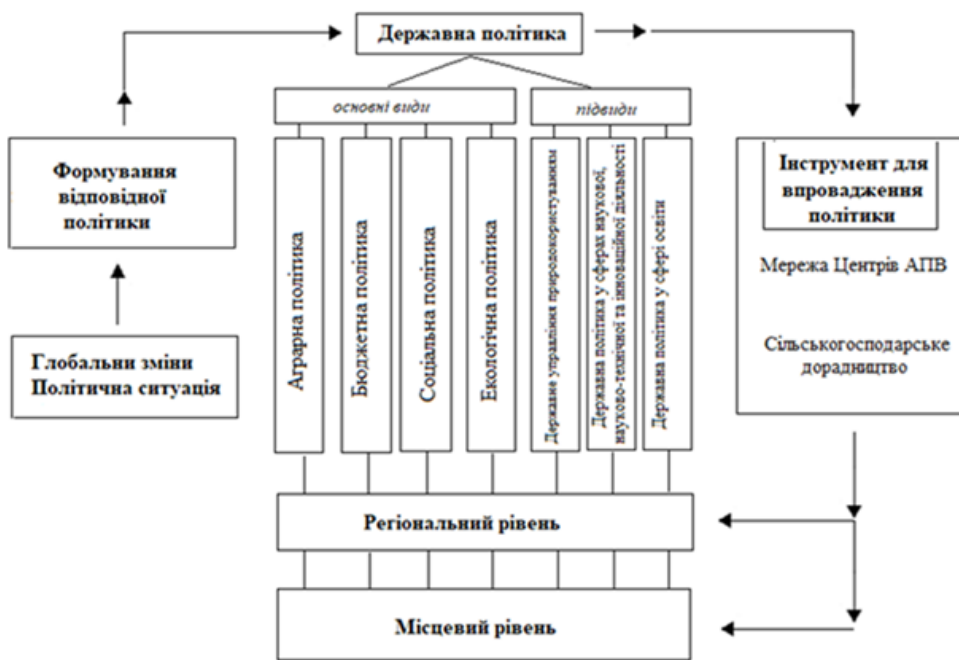 Державна політика
основні види
підвиди
Формування
відповідної
політики
Глобальни зміни
Політична ситуація
Аграрна політика
Бюджетна політика
Соціальна політика
Екологічна політика
Державне управління природокористуванням
Державна політика у сферах наукової,
науково-технічної та інноваційної діяльності
Державна політика у сфері освіти
Інструмент для
впровадження
політики
Мережа Центрів АПВ
Сільськогосподарське
дорадництво
Регіональний рівень
Місцевий рівень